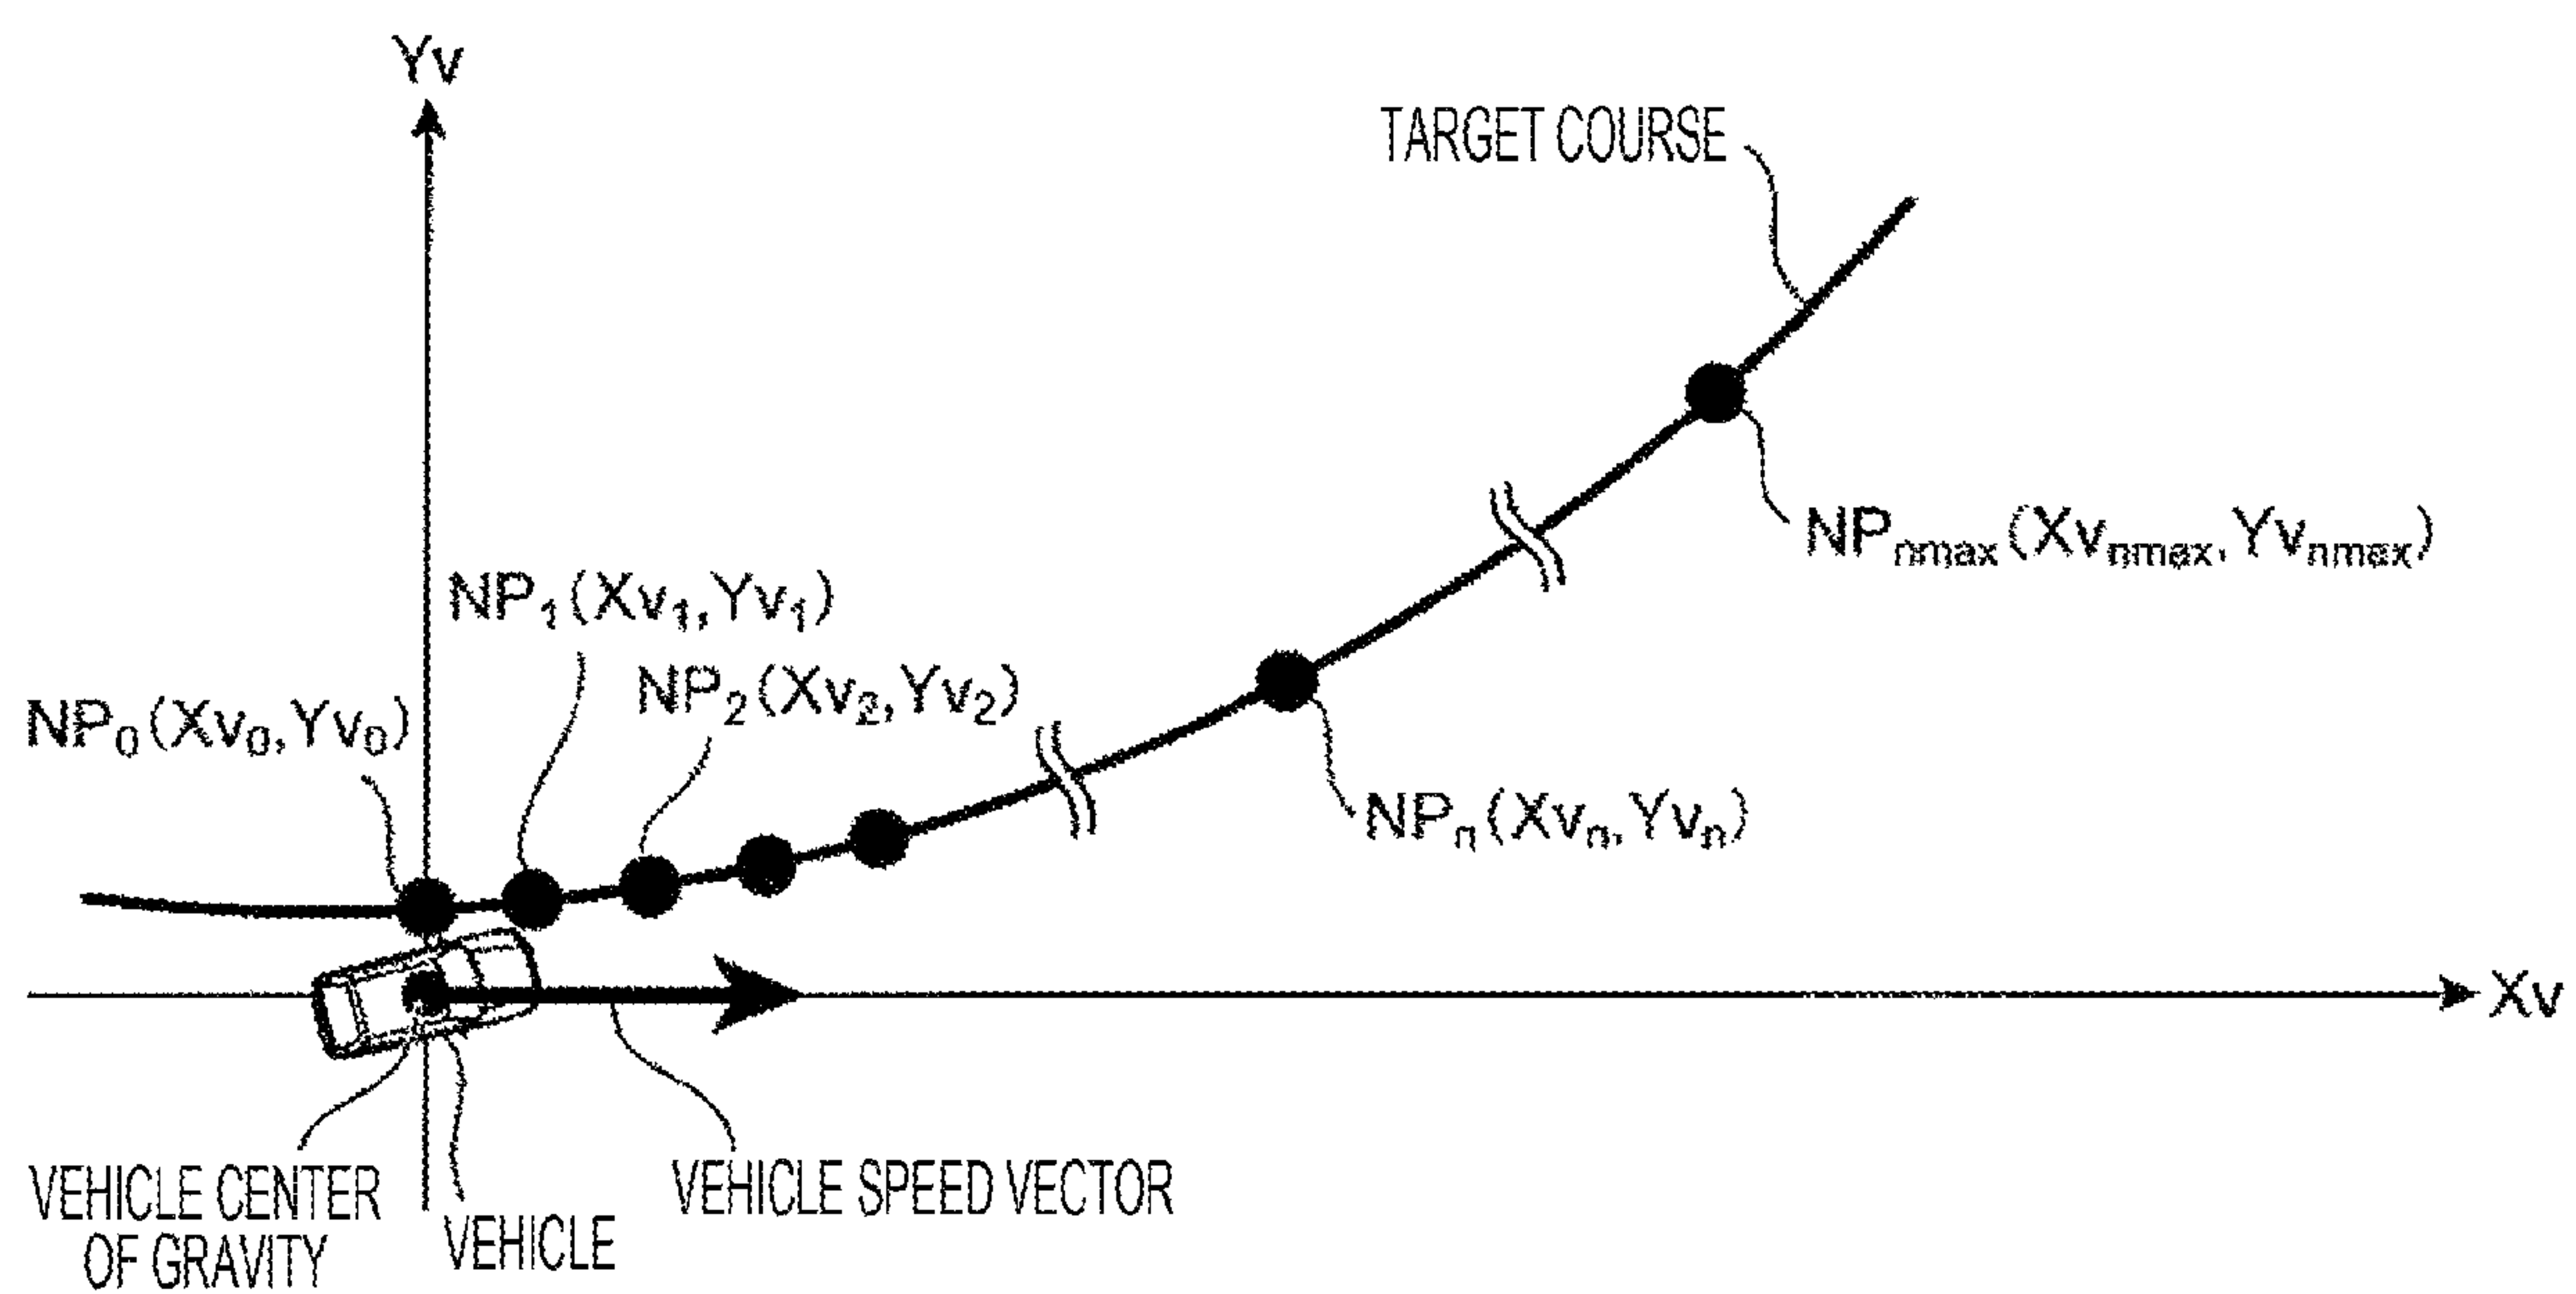 Yv
TARGET COURSE
NPnmax(Xvnmax,Yvnmax)
NP1(Xv1,Yv1)
NP2(Xv2,Yv2)
NP0(Xv0,Yv0)
NPn(Xvn,Yvn)
Xv
VEHICLE CENTER
OF GRAVITY
VEHICLE
VEHICLE SPEED VECTOR